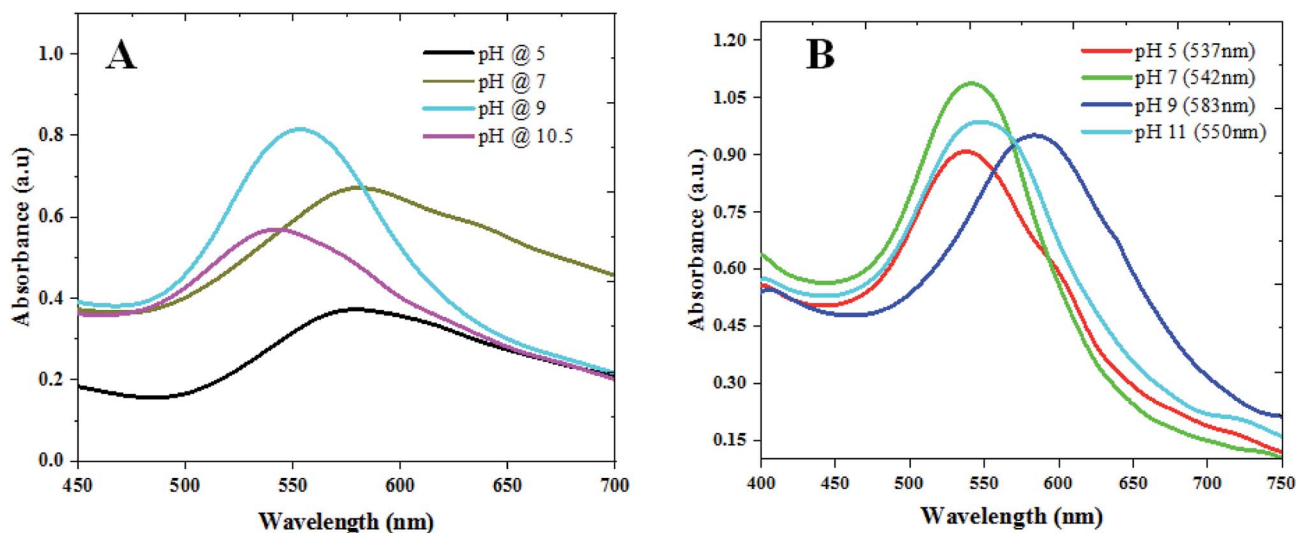 A
pH @ 5
pH @ 7
pH @ 9
pH @ 10.5
1.0
0.8
0.6
0.4
0.2
0.0
Absorbance (a.u)
450 500 550 600 650 700
Wavelength (nm)
B
pH 5 (537nm)
pH 7 (542nm)
pH 9 (583nm)
pH 11 (550nm)
1.20
1.05
0.90
0.75
0.60
0.45
0.30
0.15
Absorbance (a.u.)
400 450 500 550 600 650 700 750
Wavelength (nm)